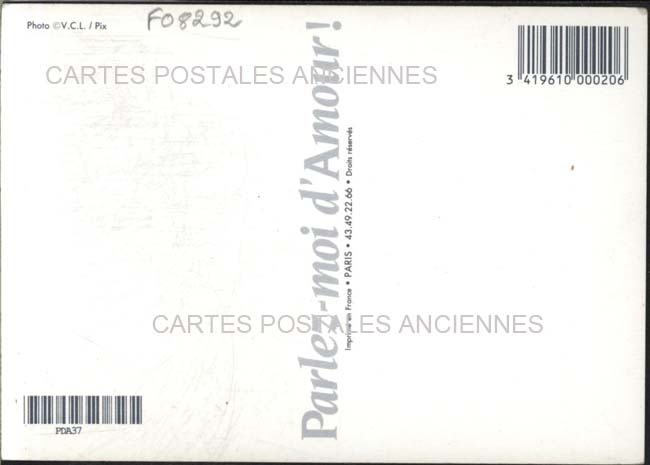 Photo ©V.C.L. / Pix
F08292
3 419610 000206
CARTES POSTALES ANCIENNES
Parlez-moi d'Amour !
Imprimé en France • PARIS • 43.49.22.66 • Droits réservés
CARTES POSTALES ANCIENNES
PDA37